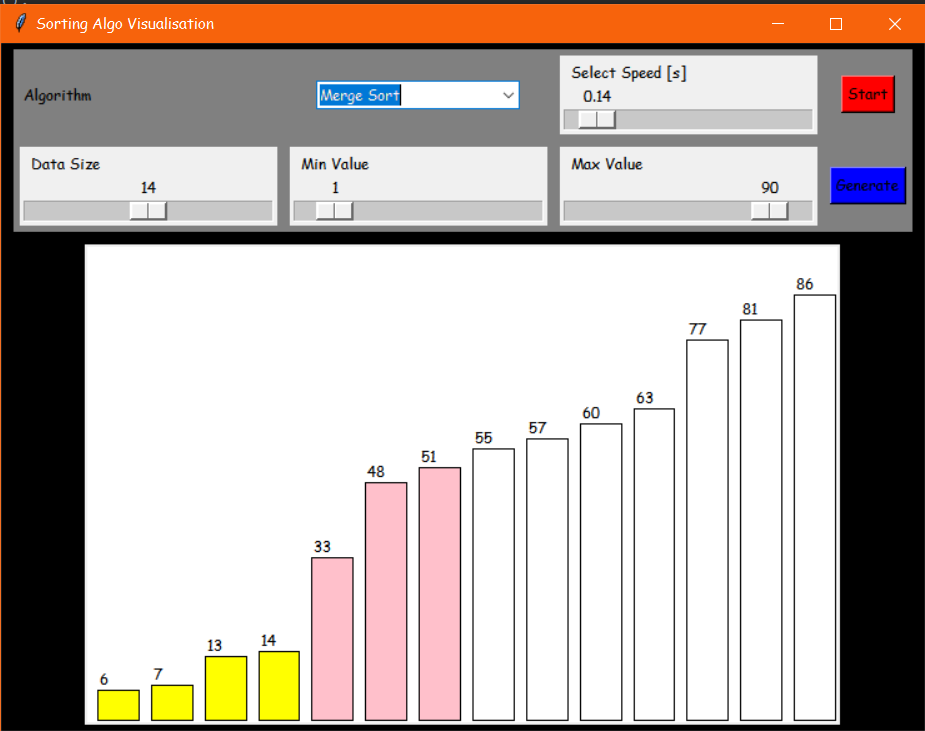 Sorting Algo Visualisation
Algorithm
Merge Sort
Select Speed [s]
0.14
Start
Data Size
14
Min Value
1
Max Value
90
Generate
86
81
77
63
60
57
55
51
48
33
14
13
7
6